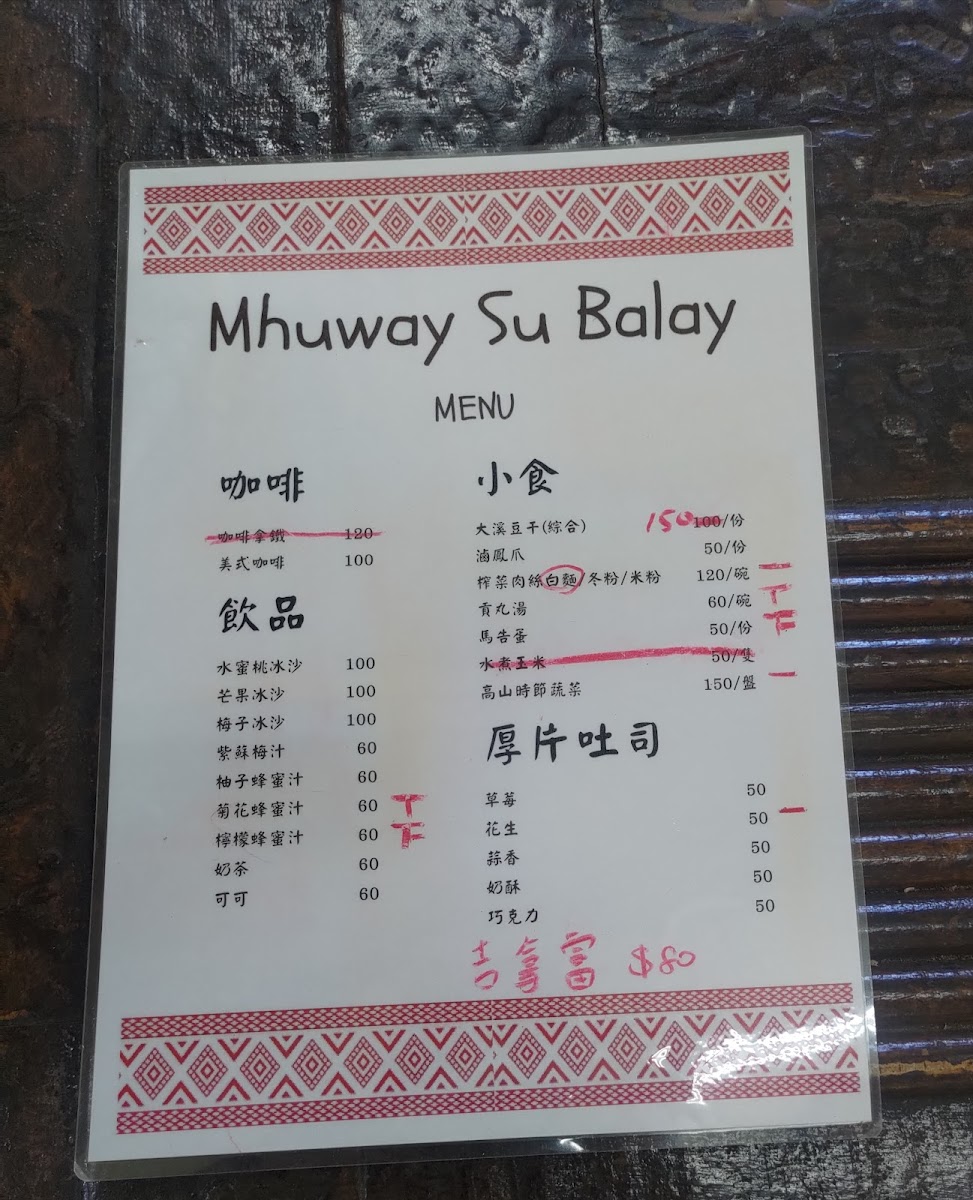 Mhuway Su Balay
MENU
咖啡
咖啡拿鐵 120
美式咖啡 100
飲品
水蜜桃冰沙 100
芒果冰沙 100
梅子冰沙 100
紫蘇梅汁 60
柚子蜂蜜汁 60
菊花蜂蜜汁 60 T
檸檬蜂蜜汁 60 下
奶茶 60
可可 60
小食
大溪豆干(綜合) 150 100/份
滷鳳爪 50/份
榨菜肉絲白麵/冬粉/米粉 120/碗 一
貢丸湯 60/碗 T
馬告蛋 50/份 下
水煮玉米 50/隻
高山時節蔬菜 150/盤 一
厚片吐司
草莓 50
花生 50 一
蒜香 50
奶酥 50
巧克力 50
吉拿富 $80